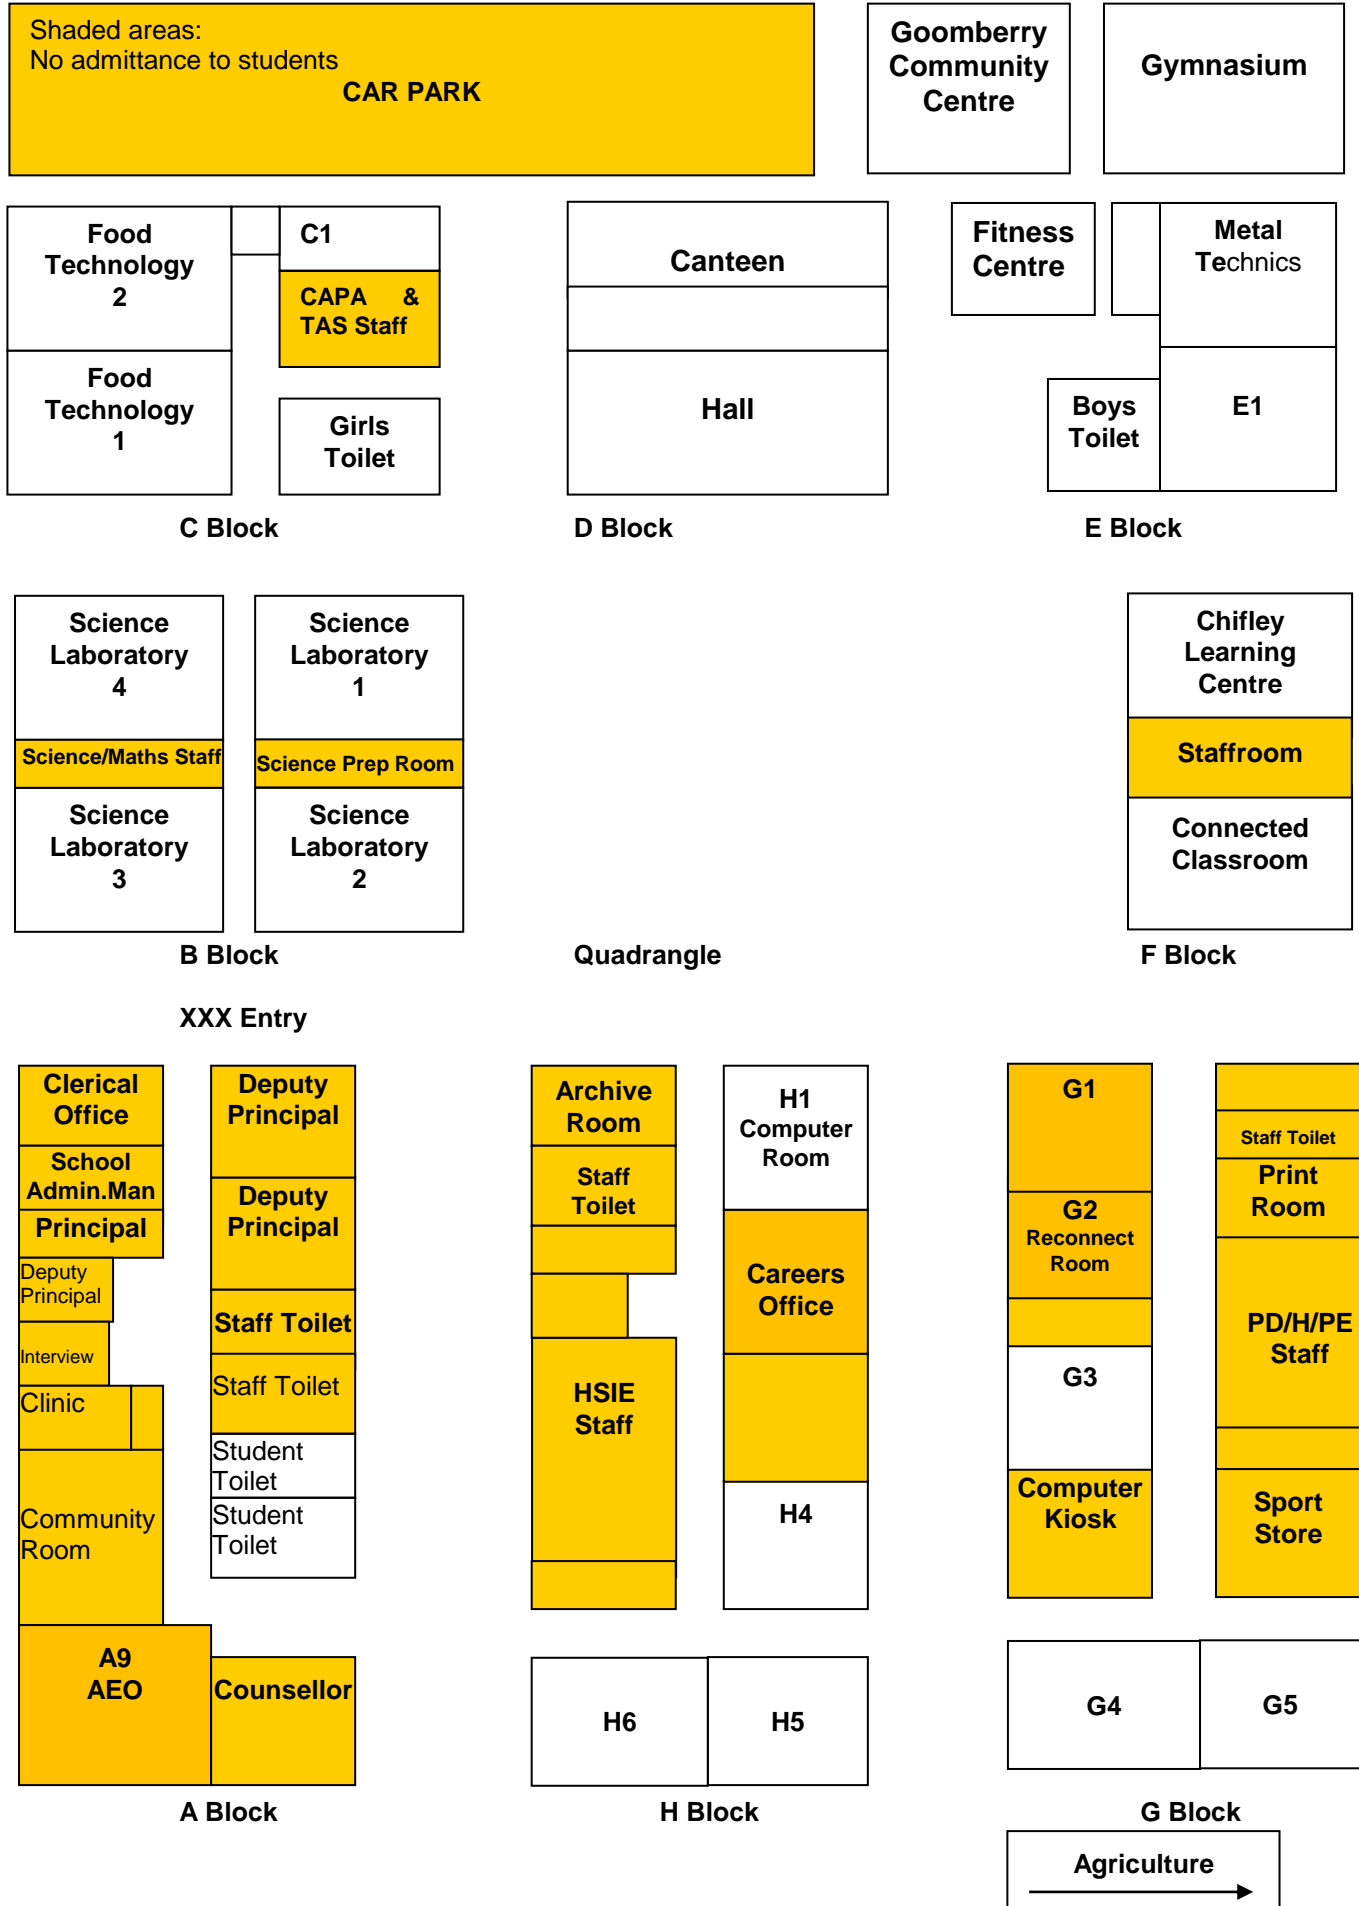 Shaded areas:
No admittance to students
CAR PARK
Goomberry
Community
Centre
Gymnasium
Food
Technology
2
C1
CAPA &
TAS Staff
Food
Technology
1
Girls
Toilet
Canteen
Hall
Fitness
Centre
Metal
Technics
Boys
Toilet
E1
C Block
D Block
E Block
Science
Laboratory
4
Science
Laboratory
1
Science/Maths Staff
Science Prep Room
Science
Laboratory
3
Science
Laboratory
2
Chifley
Learning
Centre
Staffroom
Connected
Classroom
B Block
Quadrangle
F Block
XXX Entry
Clerical
Office
School
Admin.Man
Principal
Deputy
Principal
Interview
Clinic
Community
Room
A9
AEO
Deputy
Principal
Deputy
Principal
Staff Toilet
Staff Toilet
Student
Toilet
Student
Toilet
Counsellor
Archive
Room
Staff
Toilet
HSIE
Staff
H1
Computer
Room
Careers
Office
H4
H6
H5
G1
G2
Reconnect
Room
G3
Computer
Kiosk
Staff Toilet
Print
Room
PD/H/PE
Staff
Sport
Store
G4
G5
A Block
H Block
G Block
Agriculture